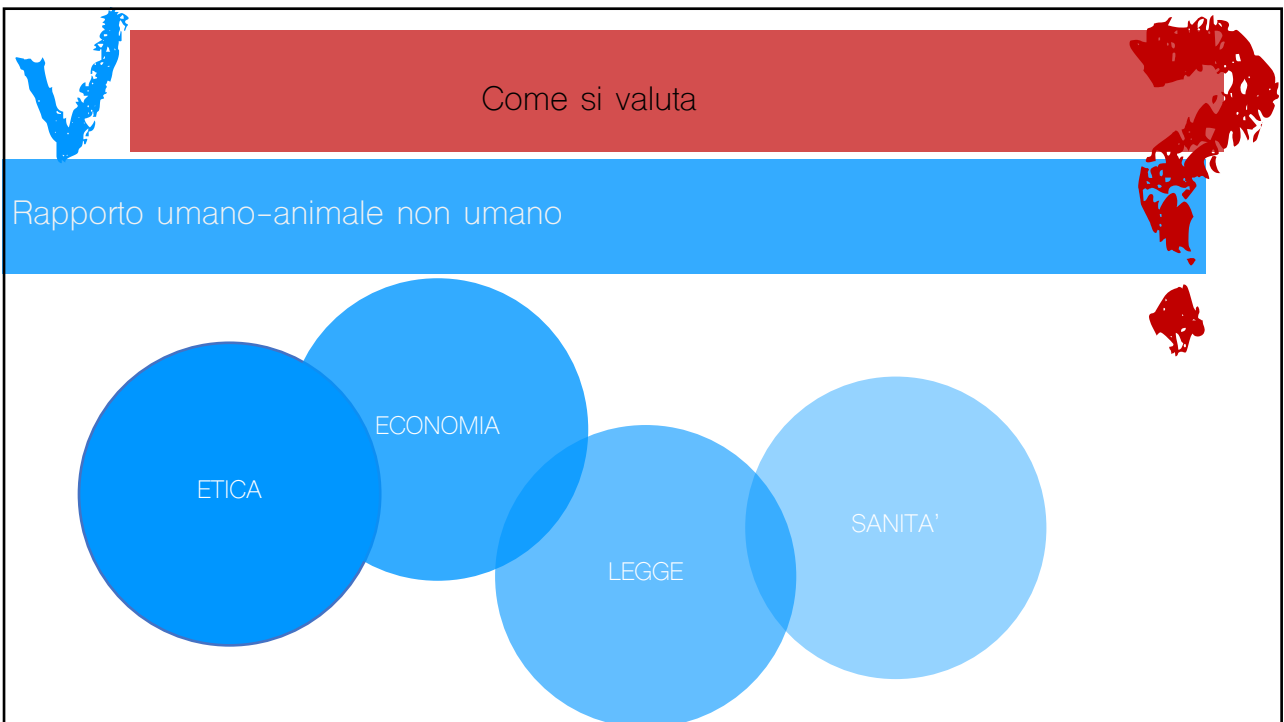 Come si valuta
?
Rapporto umano-animale non umano
ECONOMIA
ETICA
SANITA'
LEGGE